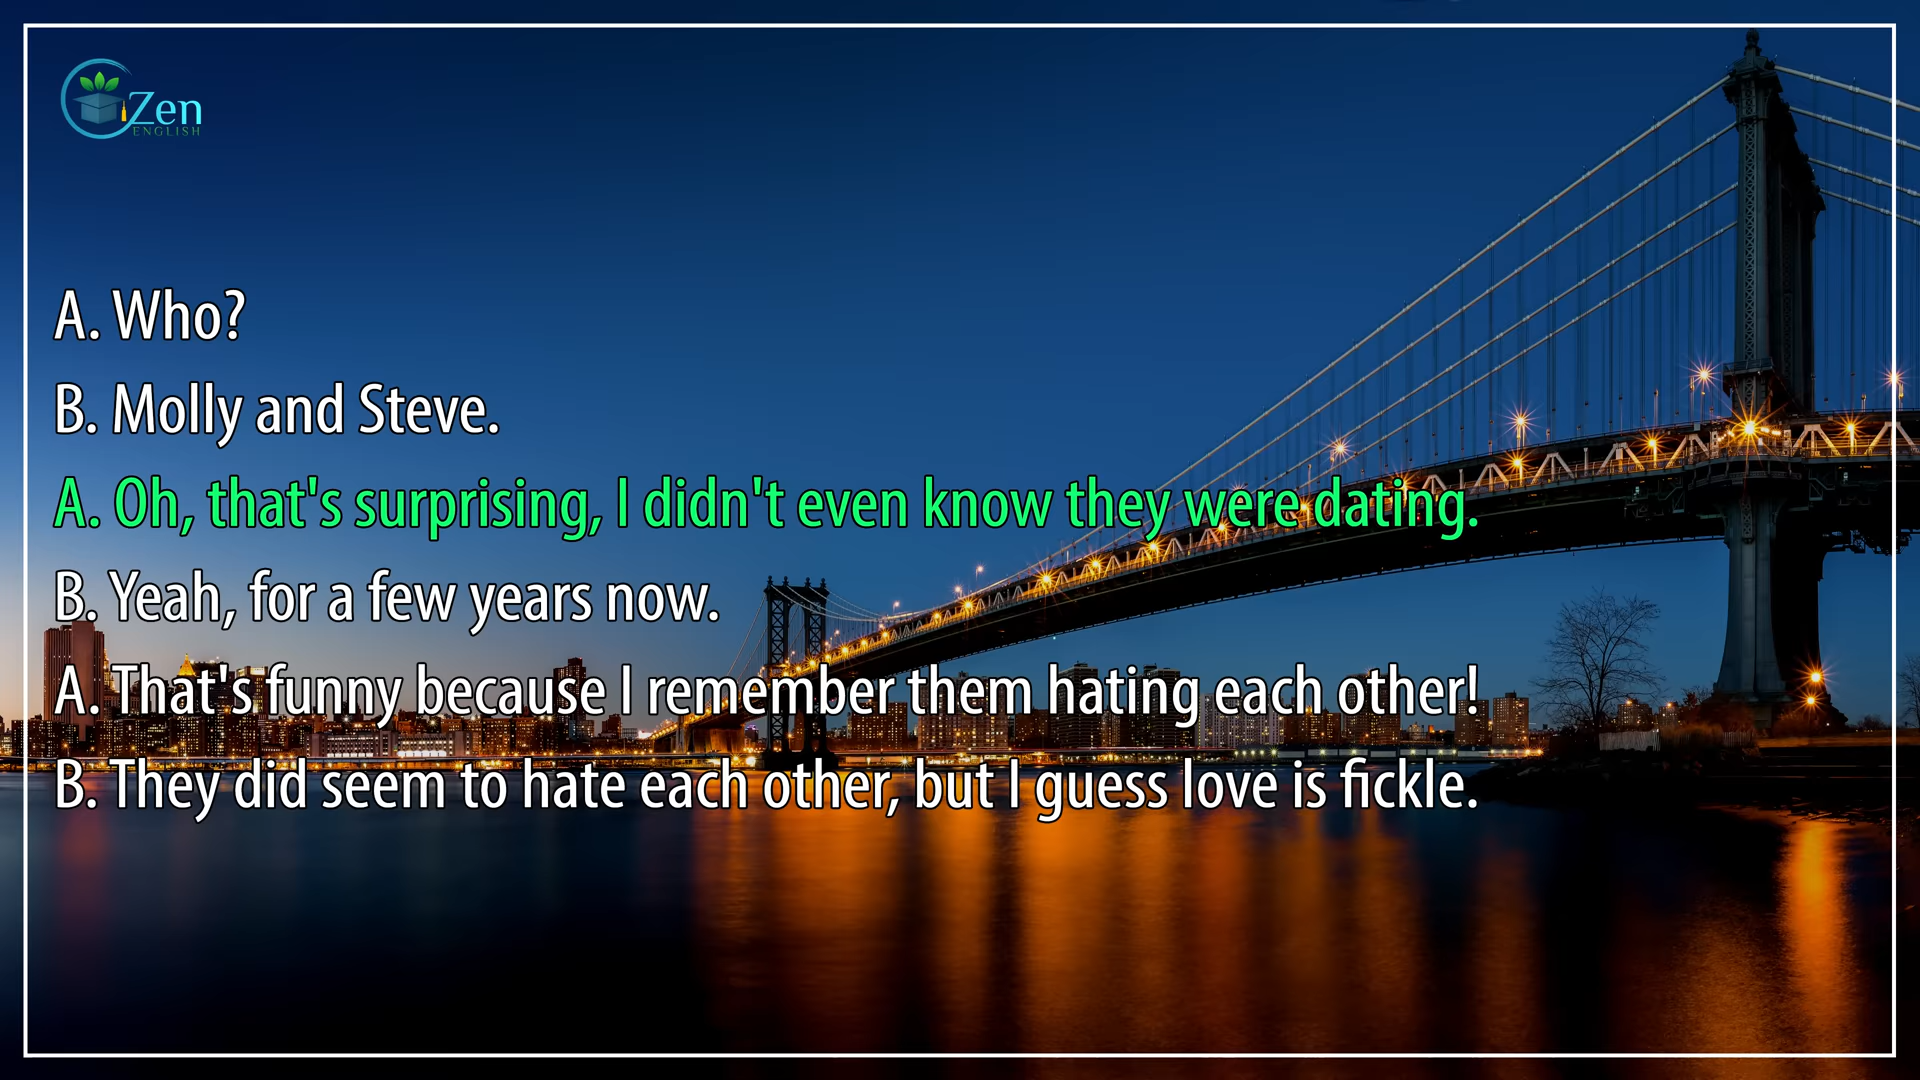 Zen
ENGLISH
A. Who?
B. Molly and Steve.
A. Oh, that's surprising, I didn't even know they were dating.
B. Yeah, for a few years now.
A. That's funny because I remember them hating each other!
B. They did seem to hate each other, but I guess love is fickle.